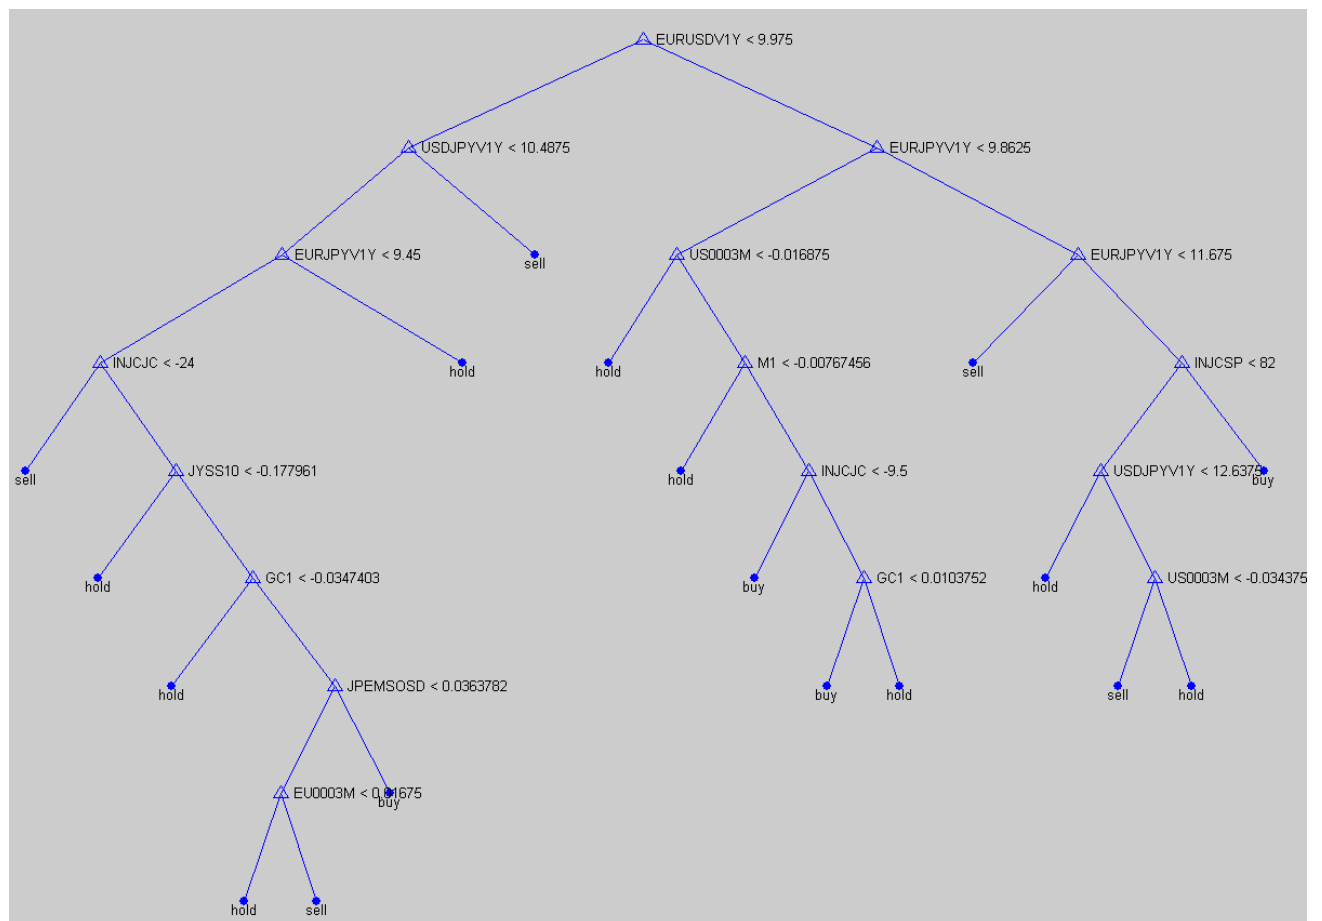 EURUSDV1Y < 9.975
USDJPYV1Y < 10.4875
EURJPYV1Y < 9.8625
EURJPYV1Y < 9.45
sell
US0003M < -0.016875
EURJPYV1Y < 11.675
INJCJC < -24
hold
hold
M1 < -0.00767456
sell
INJCSP < 82
sell
JYSS10 < -0.177961
hold
INJCJC < -9.5
USDJPYV1Y < 12.6375
buy
hold
GC1 < -0.0347403
buy
GC1 < 0.0103752
hold
US0003M < -0.034375
hold
JPEMSOSD < 0.0363782
buy
hold
sell
hold
EU0003M < 0.01675
buy
hold
sell